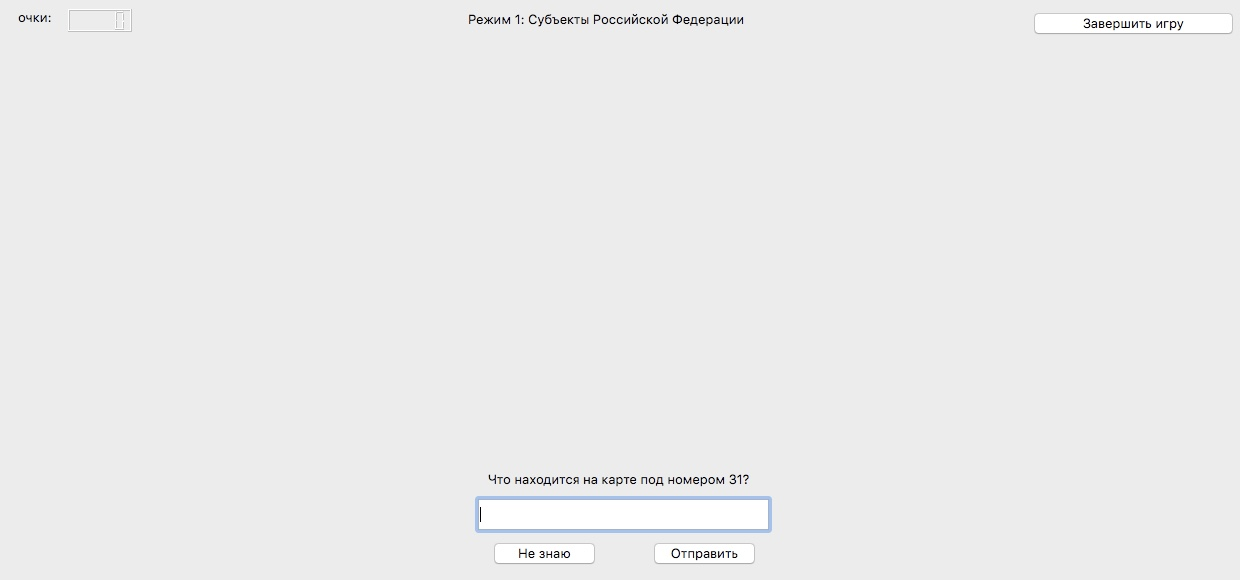 очки:
Режим 1: Субъекты Российской Федерации
Завершить игру
Что находится на карте под номером 31?
Не знаю
Отправить